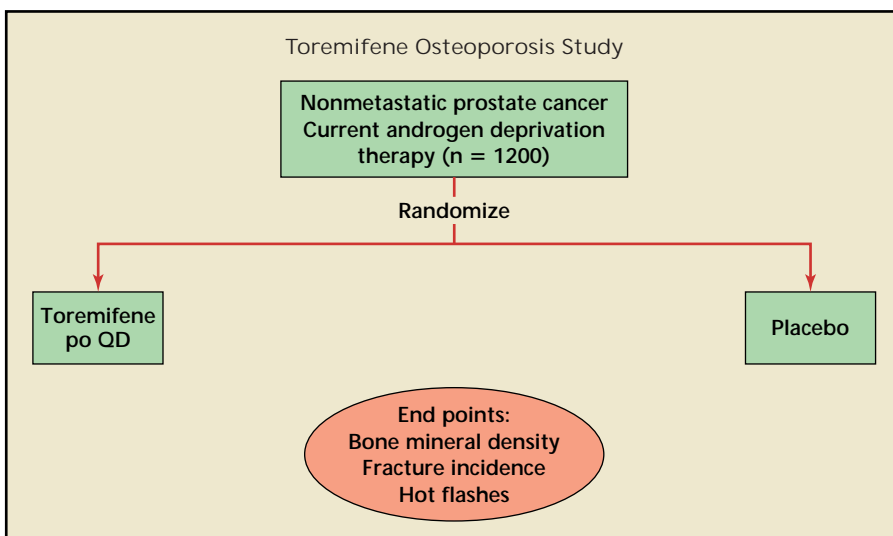 Toremifene Osteoporosis Study
Nonmetastatic prostate cancer
Current androgen deprivation
therapy (n = 1200)
Randomize
Toremifene
po QD
Placebo
End points:
Bone mineral density
Fracture incidence
Hot flashes